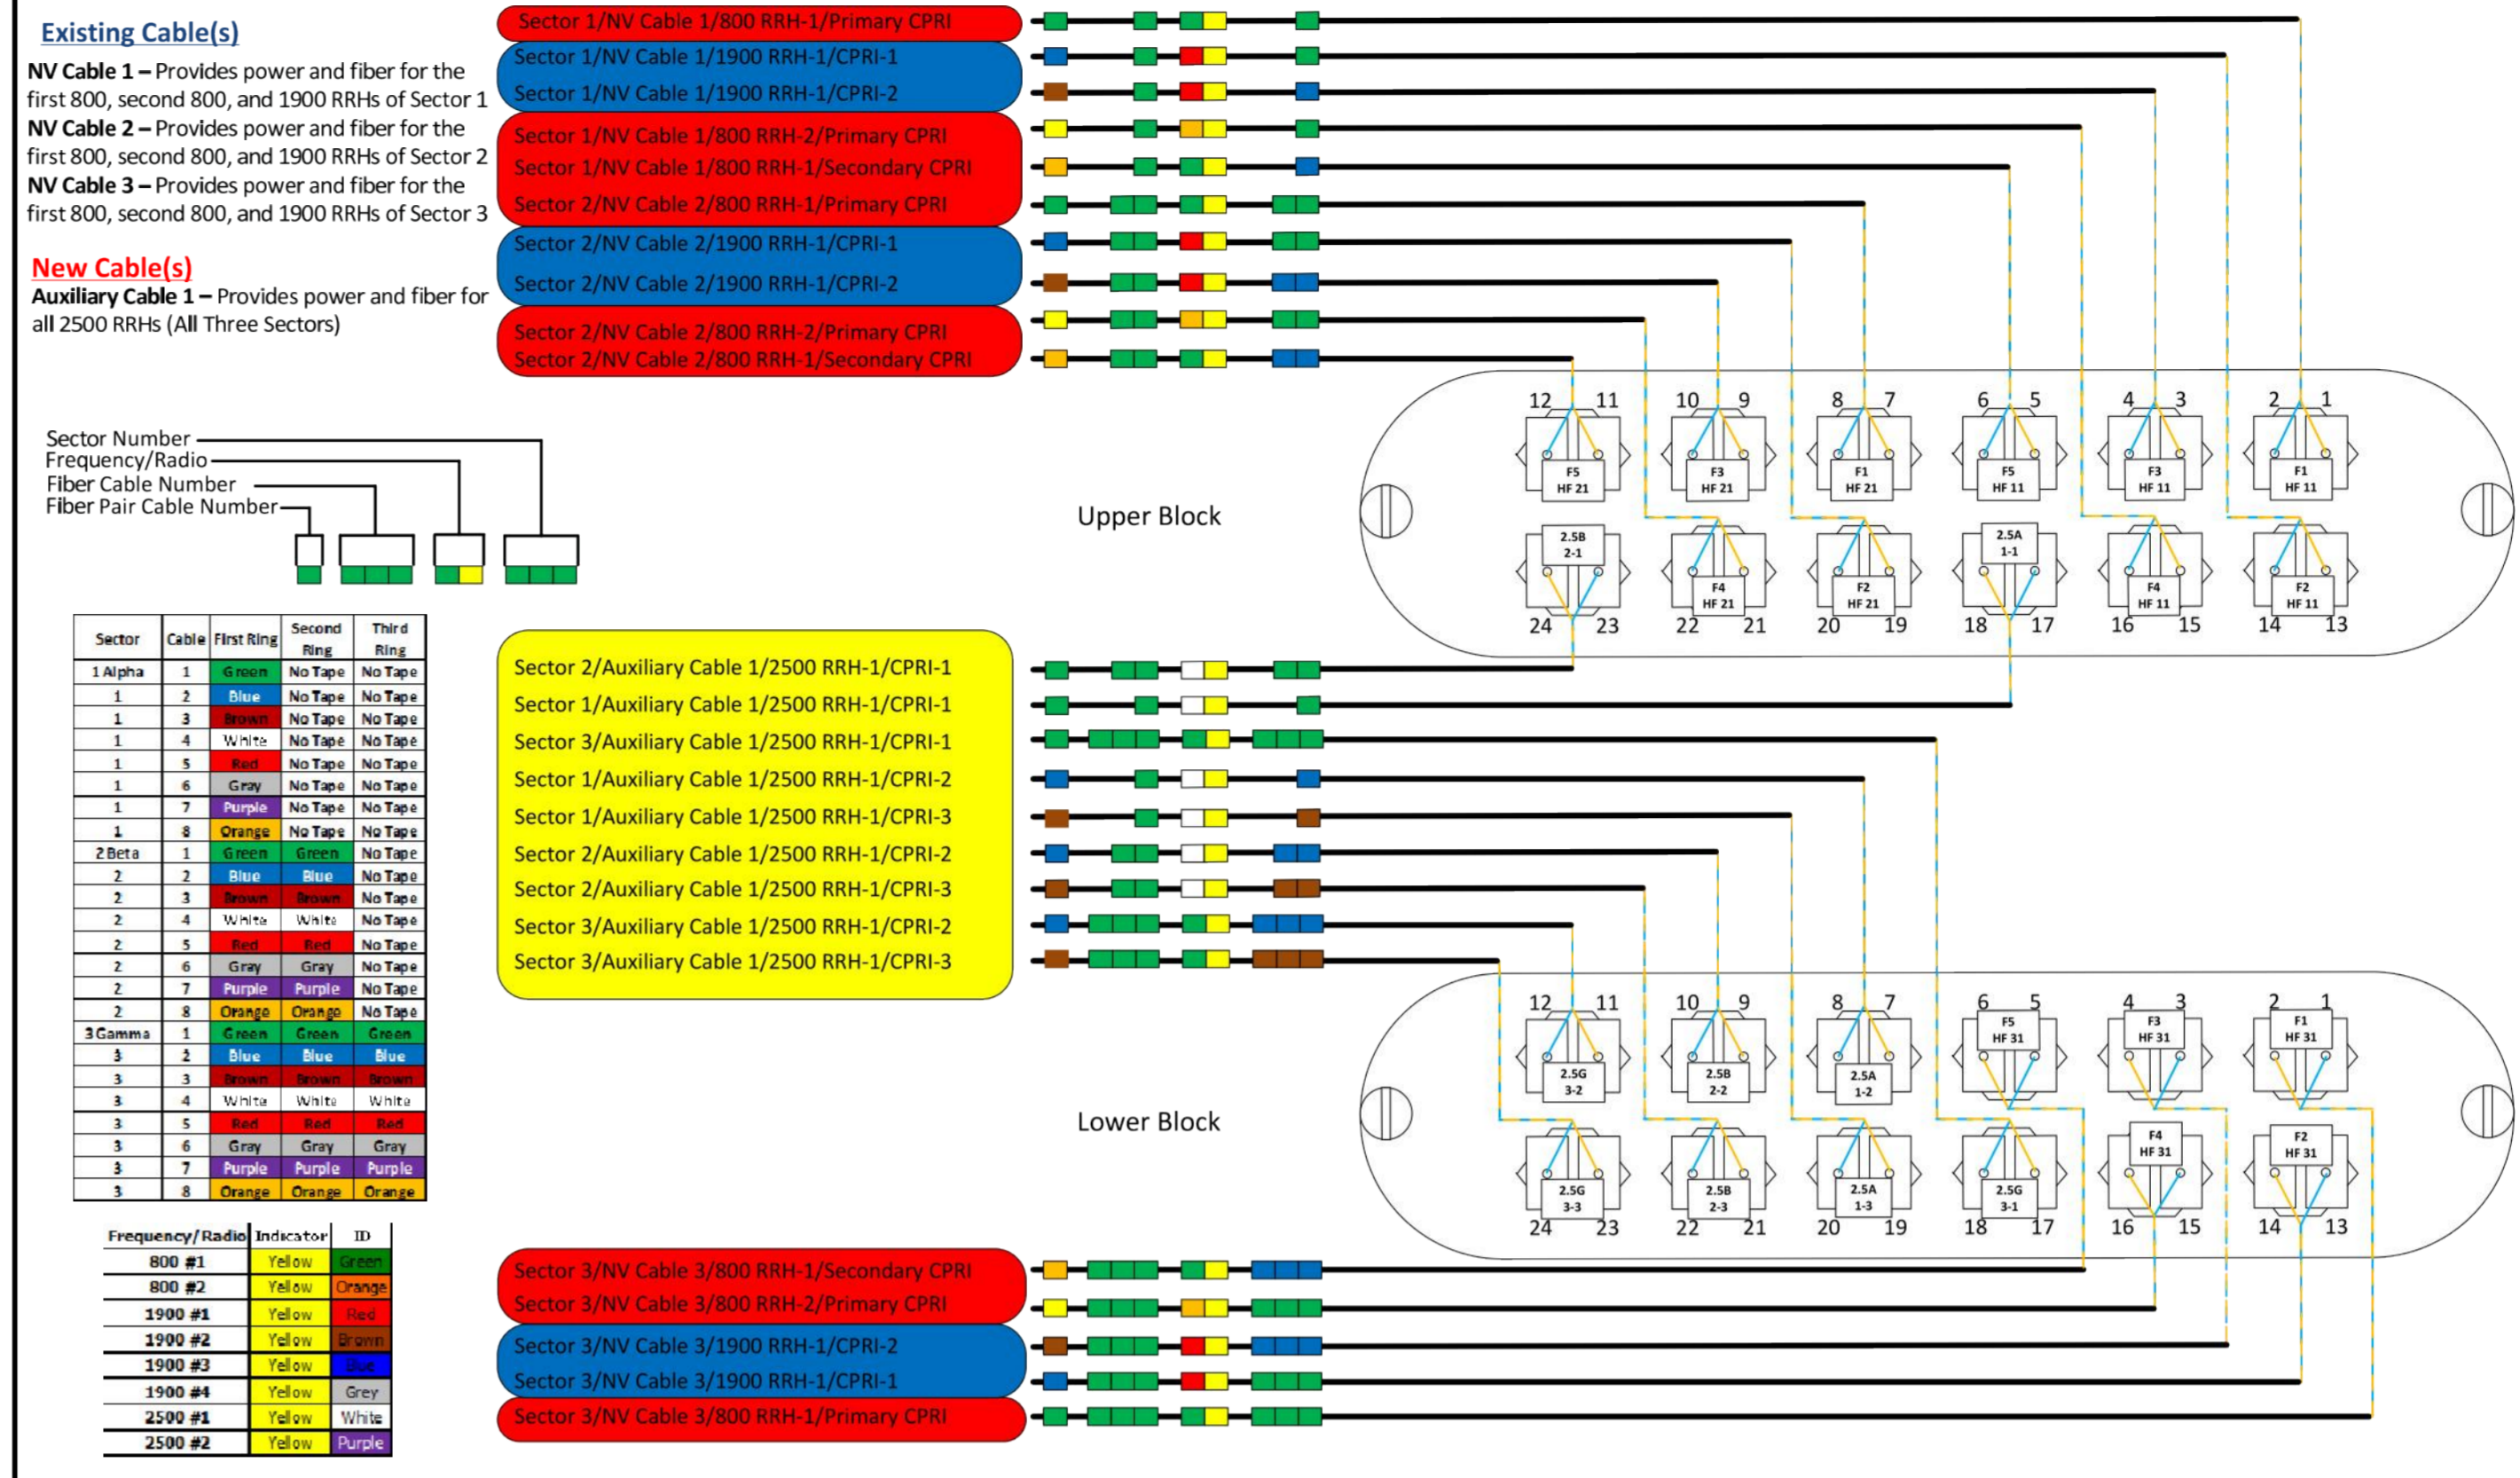 Existing Cable(s)
NV Cable 1 – Provides power and fiber for the
first 800, second 800, and 1900 RRHs of Sector 1
NV Cable 2 – Provides power and fiber for the
first 800, second 800, and 1900 RRHs of Sector 2
NV Cable 3 – Provides power and fiber for the
first 800, second 800, and 1900 RRHs of Sector 3
New Cable(s)
Auxiliary Cable 1 – Provides power and fiber for
all 2500 RRHs (All Three Sectors)
Sector 1/NV Cable 1/800 RRH-1/Primary CPRI
Sector 1/NV Cable 1/1900 RRH-1/CPRI-1
Sector 1/NV Cable 1/1900 RRH-1/CPRI-2
Sector 1/NV Cable 1/800 RRH-2/Primary CPRI
Sector 1/NV Cable 1/800 RRH-1/Secondary CPRI
Sector 2/NV Cable 2/800 RRH-1/Primary CPRI
Sector 2/NV Cable 2/1900 RRH-1/CPRI-1
Sector 2/NV Cable 2/1900 RRH-1/CPRI-2
Sector 2/NV Cable 2/800 RRH-2/Primary CPRI
Sector 2/NV Cable 2/800 RRH-1/Secondary CPRI
Sector Number
Frequency/Radio
Fiber Cable Number
Fiber Pair Cable Number
Upper Block
12 11 10 9 8 7 6 5 4 3 2 1
F5 F3 F1 F5 F3 F1
HF 21 HF 21 HF 21 HF 11 HF 11 HF 11
2.5B 2.5A
2-1 1-1
F4 F2 F4 F2
HF 21 HF 21 HF 11 HF 11
24 23 22 21 20 19 18 17 16 15 14 13
Sector Cable First Ring Second Ring Third Ring
1 Alpha 1 Green No Tape No Tape
1 2 Blue No Tape No Tape
1 3 Brown No Tape No Tape
1 4 White No Tape No Tape
1 5 Red No Tape No Tape
1 6 Gray No Tape No Tape
1 7 Purple No Tape No Tape
1 8 Orange No Tape No Tape
2 Beta 1 Green Green No Tape
2 2 Blue Blue No Tape
2 3 Brown Brown No Tape
2 4 White White No Tape
2 5 Red Red No Tape
2 6 Gray Gray No Tape
2 7 Purple Purple No Tape
2 8 Orange Orange No Tape
3 Gamma 1 Green Green Green
3 2 Blue Blue Blue
3 3 Brown Brown Brown
3 4 White White White
3 5 Red Red Red
3 6 Gray Gray Gray
3 7 Purple Purple Purple
3 8 Orange Orange Orange
Sector 2/Auxiliary Cable 1/2500 RRH-1/CPRI-1
Sector 1/Auxiliary Cable 1/2500 RRH-1/CPRI-1
Sector 3/Auxiliary Cable 1/2500 RRH-1/CPRI-1
Sector 1/Auxiliary Cable 1/2500 RRH-1/CPRI-2
Sector 1/Auxiliary Cable 1/2500 RRH-1/CPRI-3
Sector 2/Auxiliary Cable 1/2500 RRH-1/CPRI-2
Sector 2/Auxiliary Cable 1/2500 RRH-1/CPRI-3
Sector 3/Auxiliary Cable 1/2500 RRH-1/CPRI-2
Sector 3/Auxiliary Cable 1/2500 RRH-1/CPRI-3
Lower Block
12 11 10 9 8 7 6 5 4 3 2 1
F5 F3 F1
HF 31 HF 31 HF 31
2.5G 2.5B 2.5A
3-2 2-2 1-2
F4 F2
HF 31 HF 31
2.5G 2.5B 2.5A 2.5G
3-3 2-3 1-3 3-1
24 23 22 21 20 19 18 17 16 15 14 13
Frequency/Radio Indicator ID
800 #1 Yellow Green
800 #2 Yellow Orange
1900 #1 Yellow Red
1900 #2 Yellow Brown
1900 #3 Yellow Blue
1900 #4 Yellow Grey
2500 #1 Yellow White
2500 #2 Yellow Purple
Sector 3/NV Cable 3/800 RRH-1/Secondary CPRI
Sector 3/NV Cable 3/800 RRH-2/Primary CPRI
Sector 3/NV Cable 3/1900 RRH-1/CPRI-2
Sector 3/NV Cable 3/1900 RRH-1/CPRI-1
Sector 3/NV Cable 3/800 RRH-1/Primary CPRI